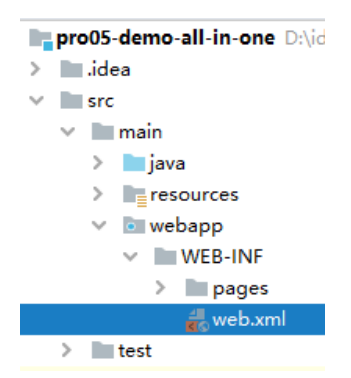 pro05-demo-all-in-one D:\id
.idea
src
main
java
resources
webapp
WEB-INF
pages
web.xml
test